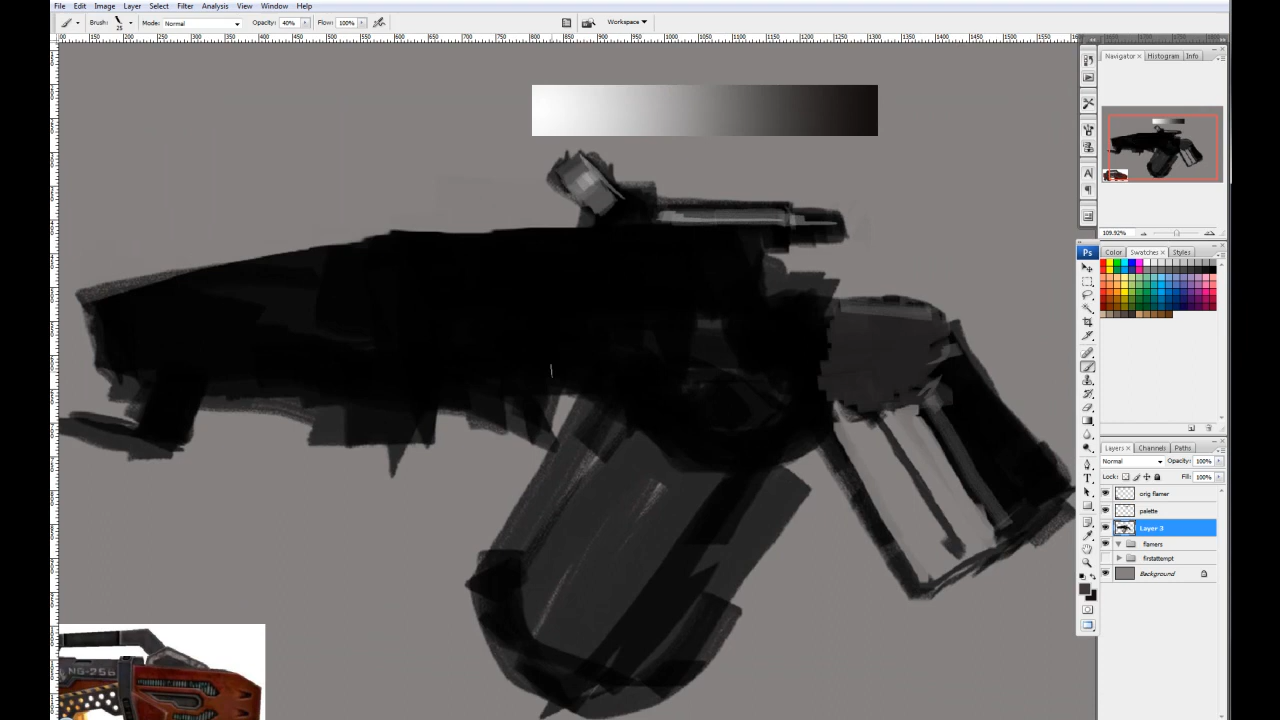 File Edit Image Layer Select Filter Analysis View Window Help
Brush: 25 Mode: Normal Opacity: 40% Flow: 100% Workspace
Navigator Histogram Info
109.92%
Color Swatches Styles
Ps
Layers Channels Paths
Normal Opacity: 100%
Lock: Fill: 100%
orig flamer
palette
Layer 3
flamers
firstattempt
Background
NG-25b